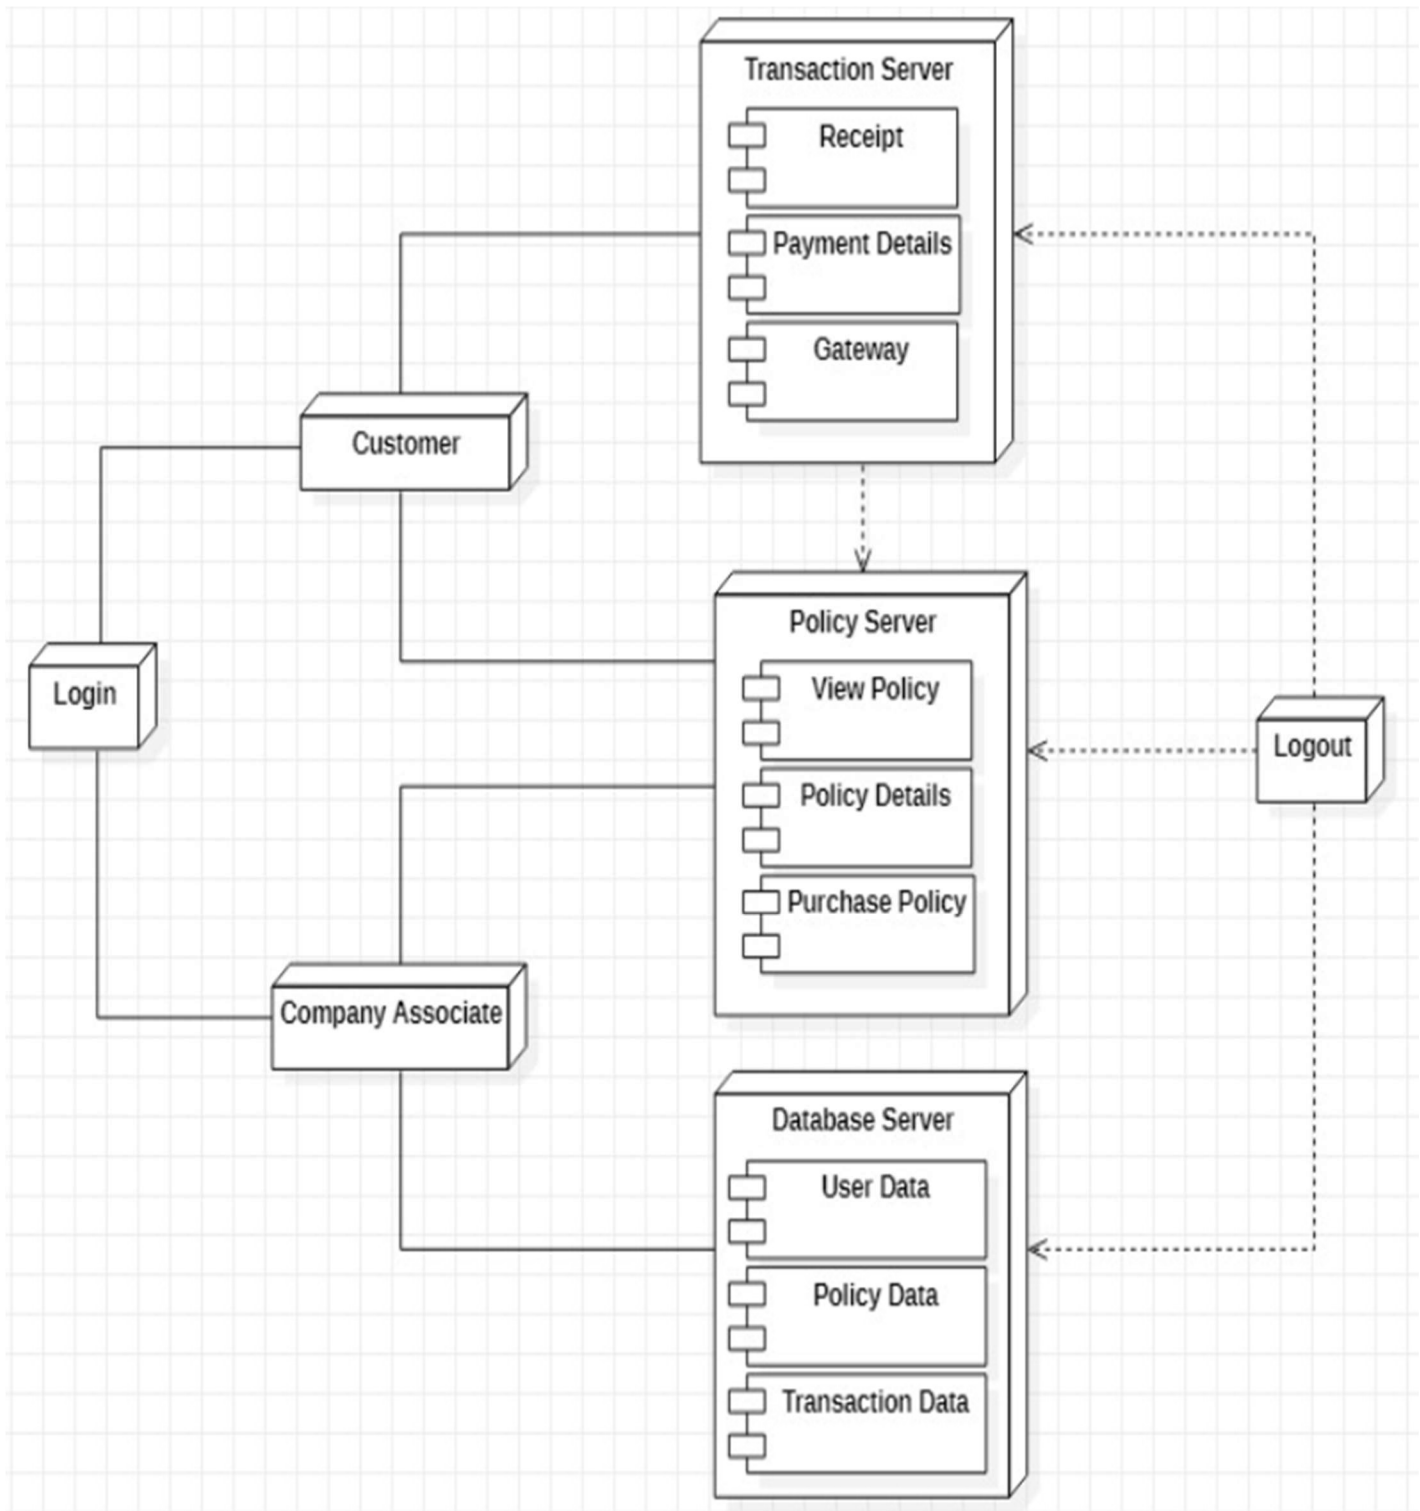 Transaction Server
Receipt
Payment Details
Gateway
Customer
Login
Policy Server
View Policy
Policy Details
Purchase Policy
Logout
Company Associate
Database Server
User Data
Policy Data
Transaction Data